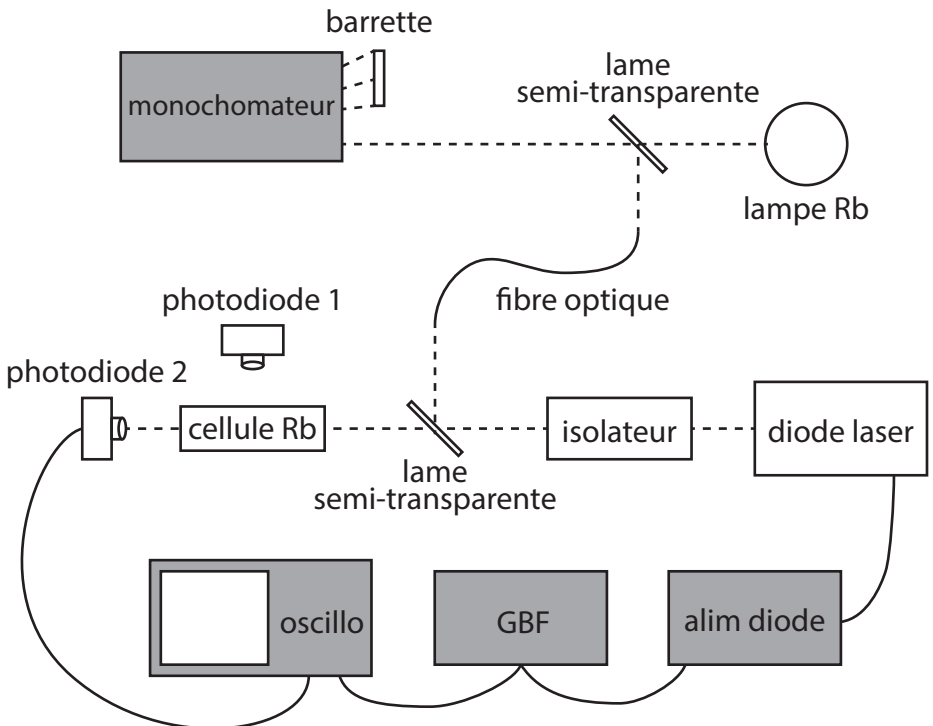 barrette
lame
semi-transparente
monochomateur
lampe Rb
fibre optique
photodiode 1
photodiode 2
cellule Rb
isolateur
diode laser
lame
semi-transparente
oscillo
GBF
alim diode